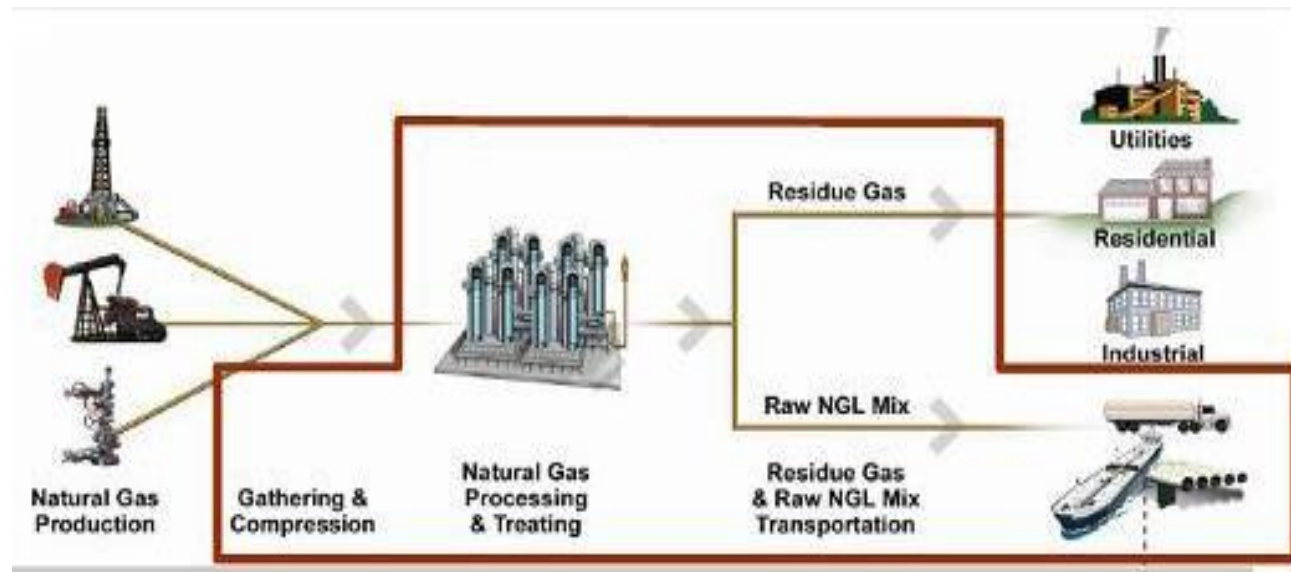 Utilities
Residue Gas
Residential
Industrial
Raw NGL Mix
Natural Gas
Production
Gathering &
Compression
Natural Gas
Processing
& Treating
Residue Gas
& Raw NGL Mix
Transportation